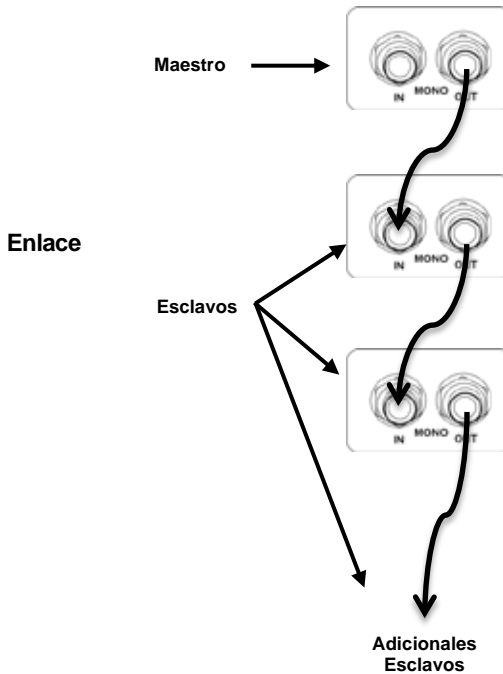 Maestro
IN MONO OUT
Enlace
IN MONO OUT
Esclavos
IN MONO OUT
Adicionales
Esclavos